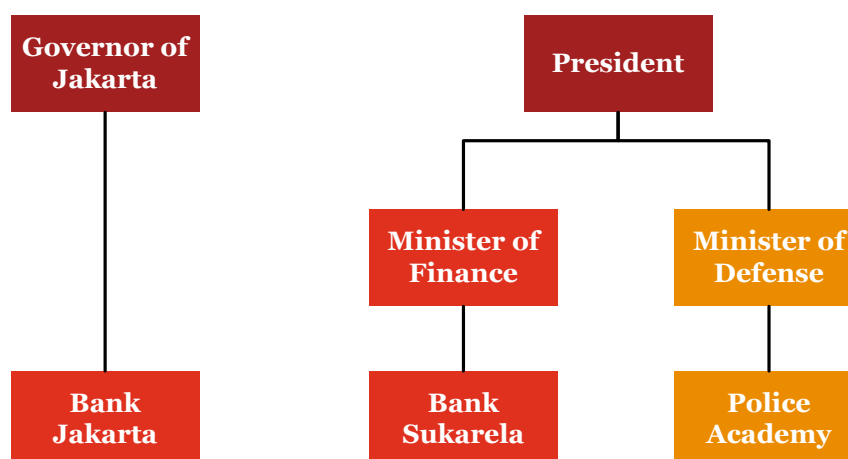 Governor of
Jakarta
President
Minister of
Finance
Minister of
Defense
Bank
Jakarta
Bank
Sukarela
Police
Academy